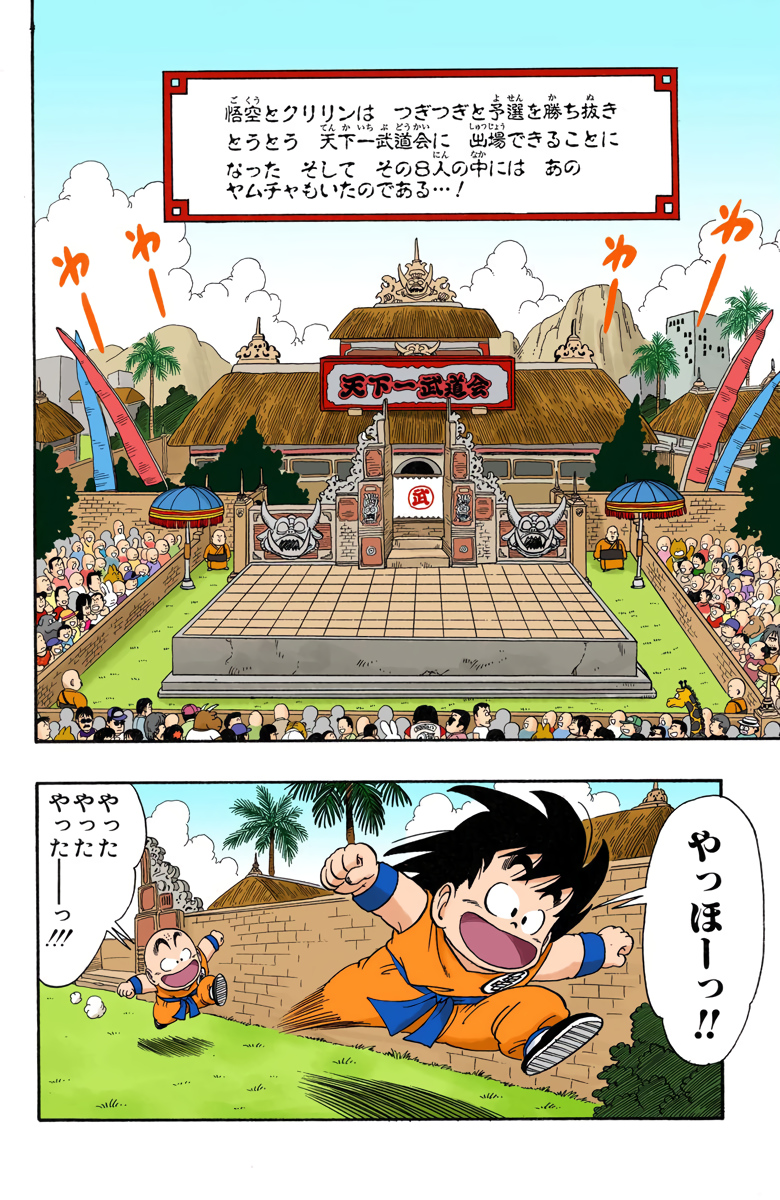 悟空とクリリンは つぎつぎと予選を勝ち抜き
とうとう 天下一武道会に 出場できることに
なった そして その8人の中には あの
ヤムチャもいたのである…!
わー
わー
わー
わー
天下一武道会
武
やっほーっ!!
やった
やった
やったーーっ!!!